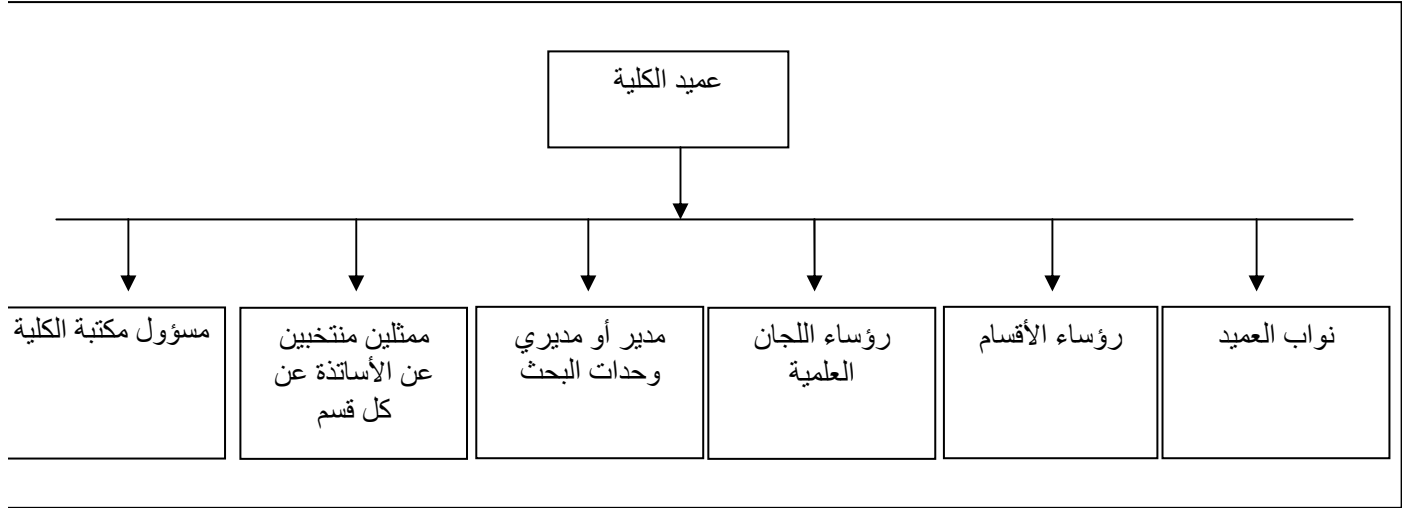 عميد الكلية
نواب العميد
رؤساء الأقسام
رؤساء اللجان
العلمية
مدير أو مديري
وحدات البحث
ممثلين منتخبين
عن الأساتذة عن
كل قسم
مسؤول مكتبة الكلية